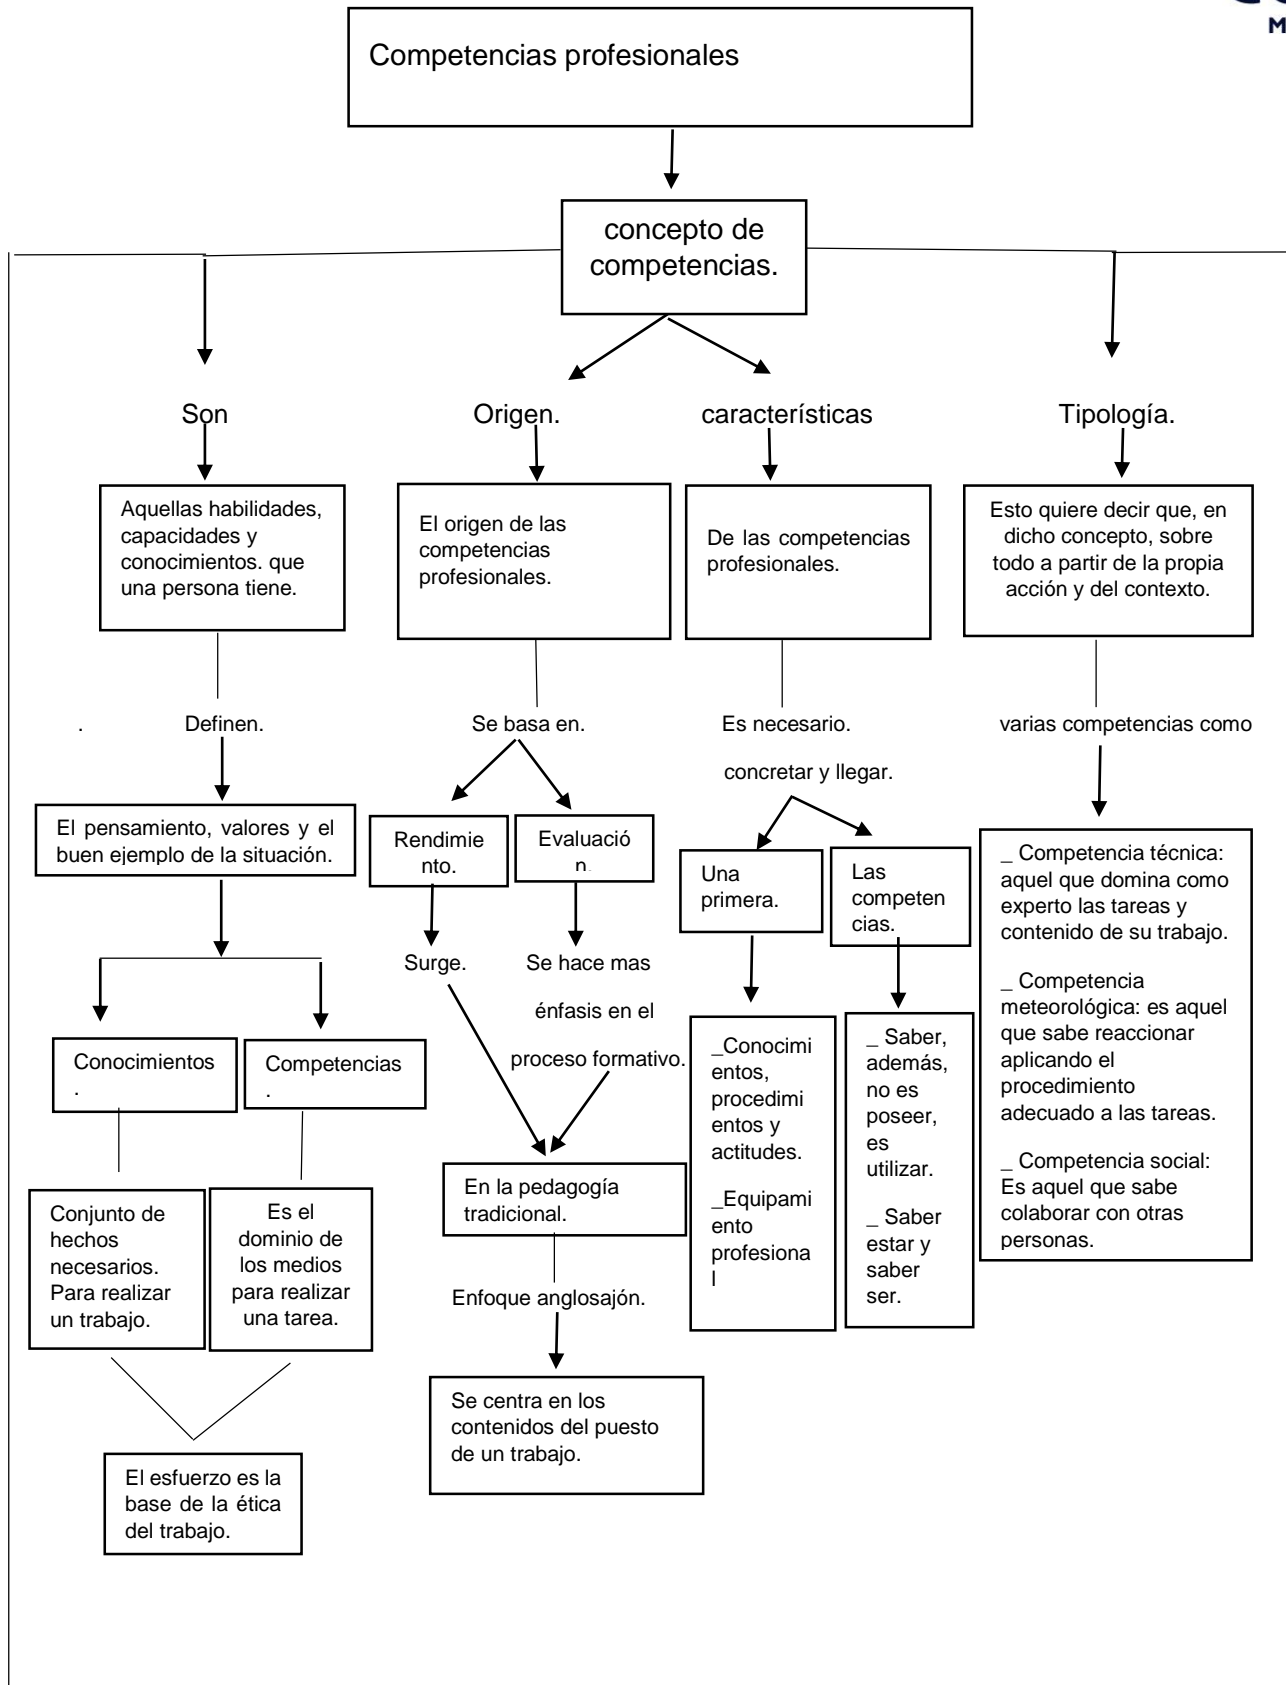 M
Competencias profesionales
concepto de
competencias.
Son
Origen.
características
Tipología.
Aquellas habilidades,
capacidades y
conocimientos. que
una persona tiene.
El origen de las
competencias
profesionales.
De las competencias
profesionales.
Esto quiere decir que, en
dicho concepto, sobre
todo a partir de la propia
acción y del contexto.
.
Definen.
Se basa en.
Es necesario.
concretar y llegar.
varias competencias como
El pensamiento, valores y el
buen ejemplo de la situación.
Rendimie
nto.
Evaluació
n.
Una
primera.
Las
competen
cias.
_ Competencia técnica:
aquel que domina como
experto las tareas y
contenido de su trabajo.
_ Competencia
meteorológica: es aquel
que sabe reaccionar
aplicando el
procedimiento
adecuado a las tareas.
_ Competencia social:
Es aquel que sabe
colaborar con otras
personas.
Surge.
Se hace mas
énfasis en el
proceso formativo.
Conocimientos
.
Competencias
.
_Conocimi
entos,
procedimi
entos y
actitudes.
_Equipami
ento
profesiona
l
_ Saber,
además,
no es
poseer,
es
utilizar.
_ Saber
estar y
saber
ser.
Conjunto de
hechos
necesarios.
Para realizar
un trabajo.
Es el
dominio de
los medios
para realizar
una tarea.
En la pedagogía
tradicional.
Enfoque anglosajón.
Se centra en los
contenidos del puesto
de un trabajo.
El esfuerzo es la
base de la ética
del trabajo.